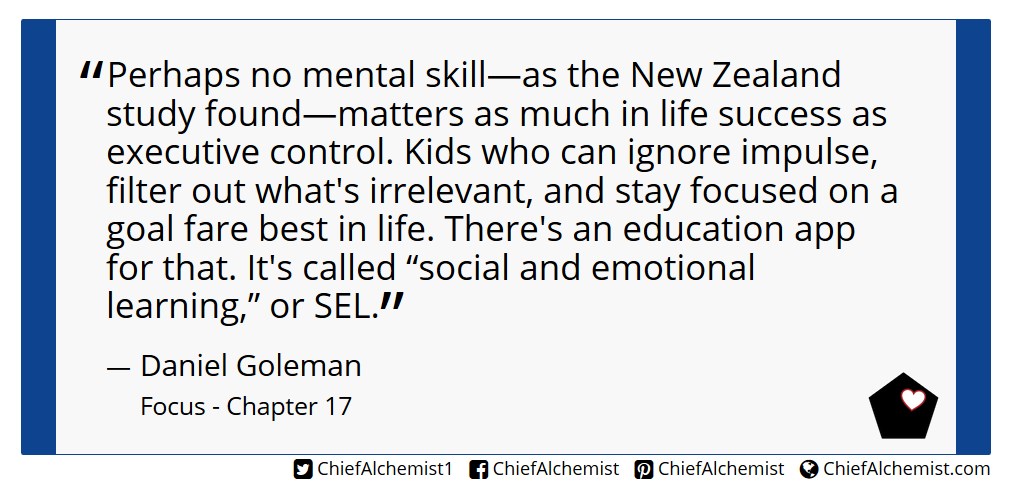 “Perhaps no mental skill—as the New Zealand
study found—matters as much in life success as
executive control. Kids who can ignore impulse,
filter out what's irrelevant, and stay focused on a
goal fare best in life. There's an education app
for that. It's called “social and emotional
learning,” or SEL.”
— Daniel Goleman
Focus - Chapter 17
ChiefAlchemist1 ChiefAlchemist ChiefAlchemist ChiefAlchemist.com